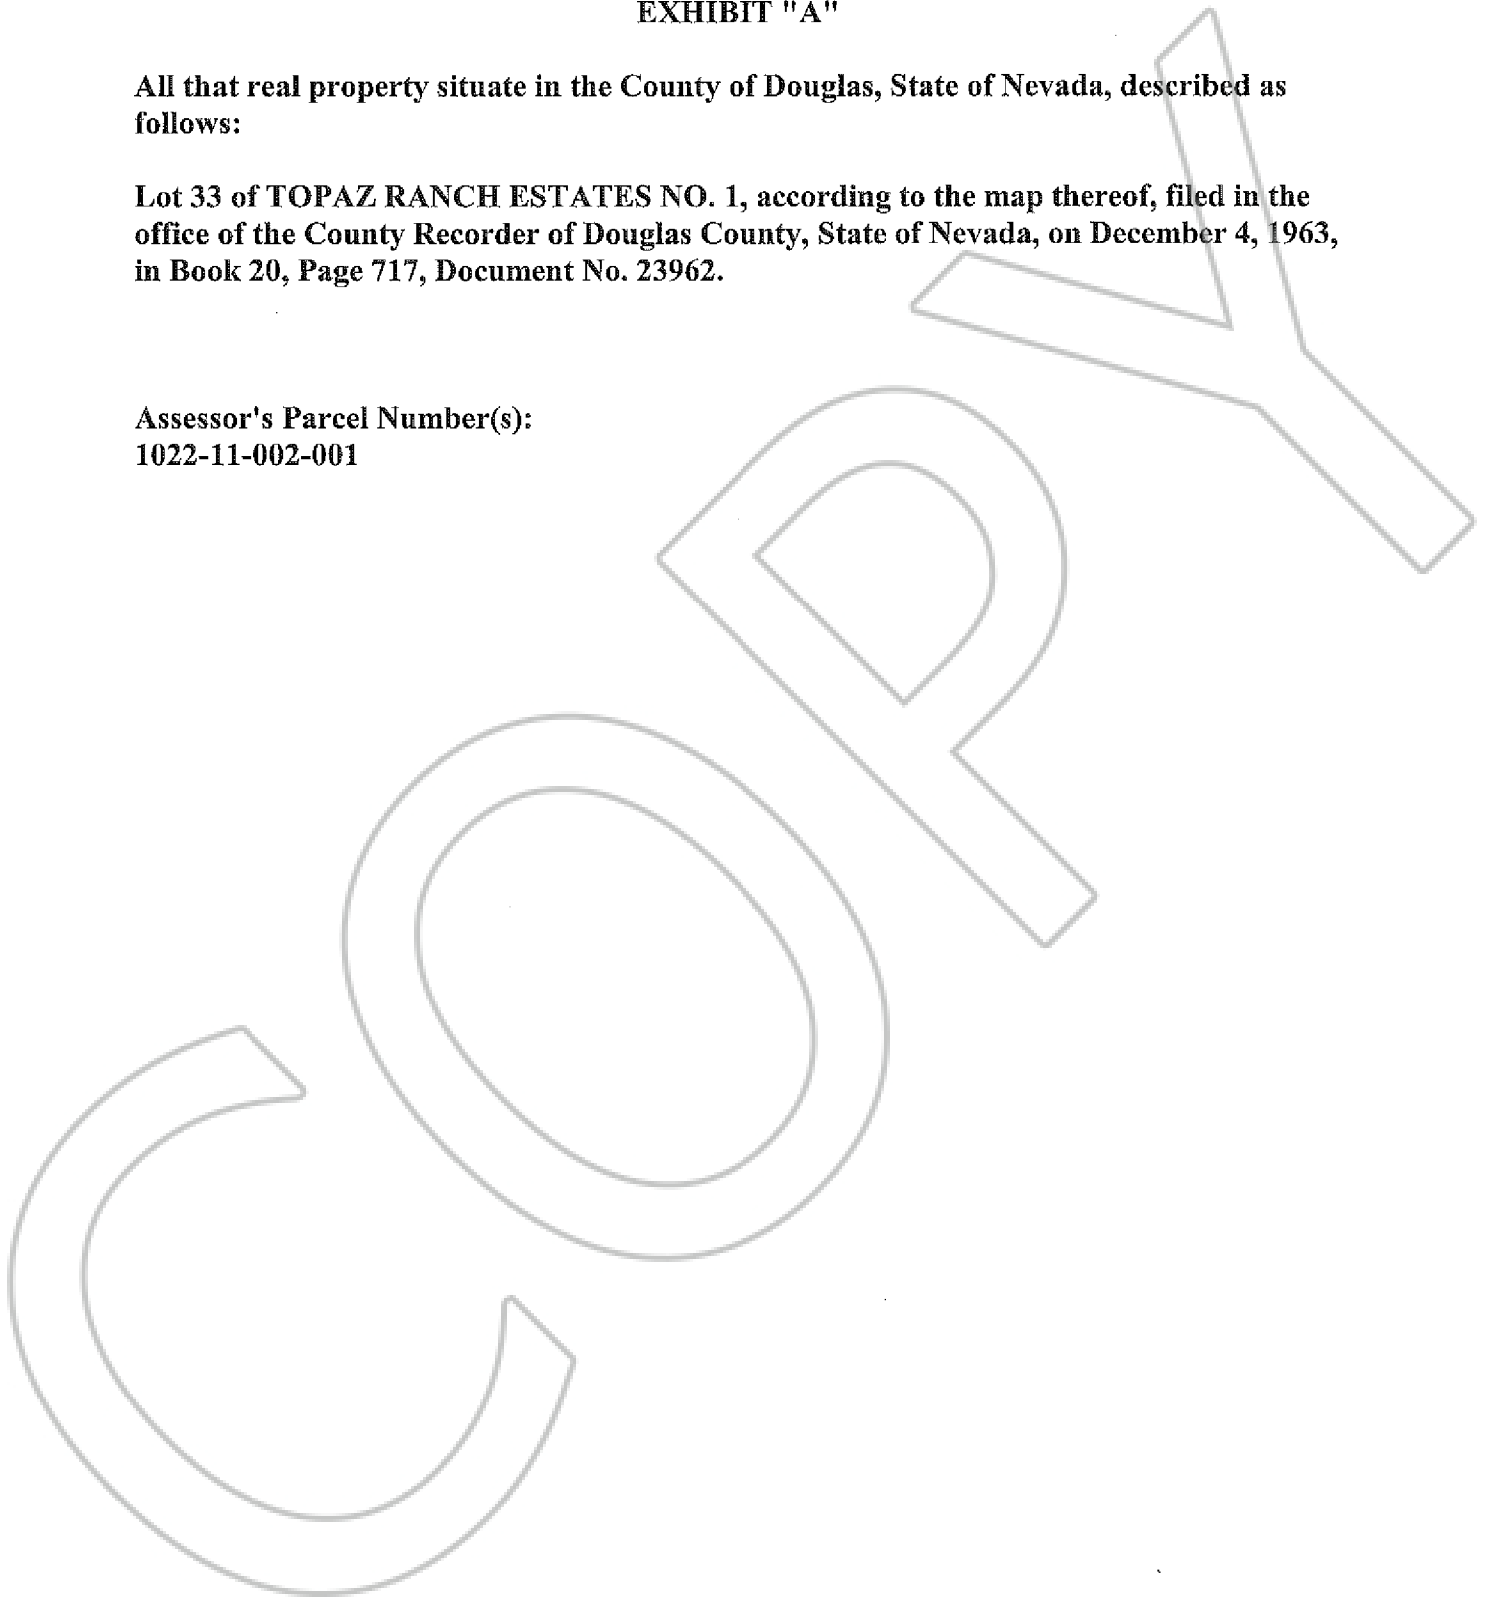 EXHIBIT "A"
All that real property situate in the County of Douglas, State of Nevada, described as
follows:
Lot 33 of TOPAZ RANCH ESTATES NO. 1, according to the map thereof, filed in the
office of the County Recorder of Douglas County, State of Nevada, on December 4, 1963,
in Book 20, Page 717, Document No. 23962.
Assessor's Parcel Number(s):
1022-11-002-001
COPY